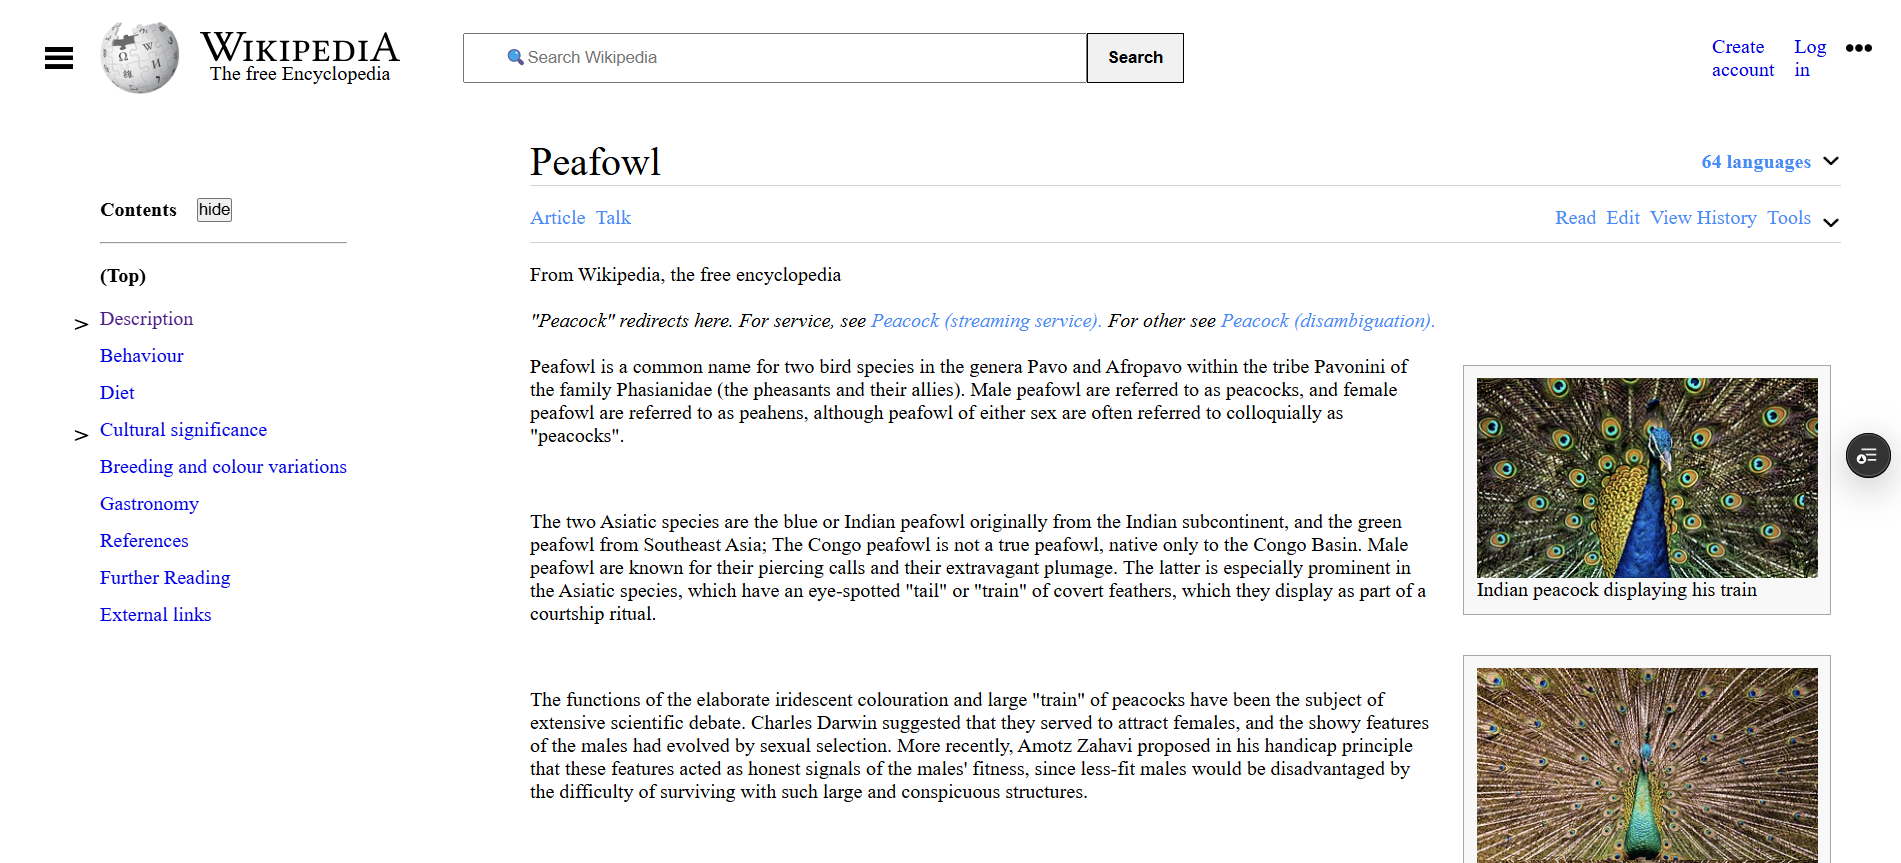 WIKIPEDIA
The free Encyclopedia
Search Wikipedia
Search
Create account
Log in
Contents
hide
(Top)
> Description
Behaviour
Diet
> Cultural significance
Breeding and colour variations
Gastronomy
References
Further Reading
External links
Peafowl
64 languages
Article Talk
Read Edit View History Tools
From Wikipedia, the free encyclopedia
"Peacock" redirects here. For service, see Peacock (streaming service). For other see Peacock (disambiguation).
Peafowl is a common name for two bird species in the genera Pavo and Afropavo within the tribe Pavonini of
the family Phasianidae (the pheasants and their allies). Male peafowl are referred to as peacocks, and female
peafowl are referred to as peahens, although peafowl of either sex are often referred to colloquially as
"peacocks".
The two Asiatic species are the blue or Indian peafowl originally from the Indian subcontinent, and the green
peafowl from Southeast Asia; The Congo peafowl is not a true peafowl, native only to the Congo Basin. Male
peafowl are known for their piercing calls and their extravagant plumage. The latter is especially prominent in
the Asiatic species, which have an eye-spotted "tail" or "train" of covert feathers, which they display as part of a
courtship ritual.
The functions of the elaborate iridescent colouration and large "train" of peacocks have been the subject of
extensive scientific debate. Charles Darwin suggested that they served to attract females, and the showy features
of the males had evolved by sexual selection. More recently, Amotz Zahavi proposed in his handicap principle
that these features acted as honest signals of the males' fitness, since less-fit males would be disadvantaged by
the difficulty of surviving with such large and conspicuous structures.
Indian peacock displaying his train